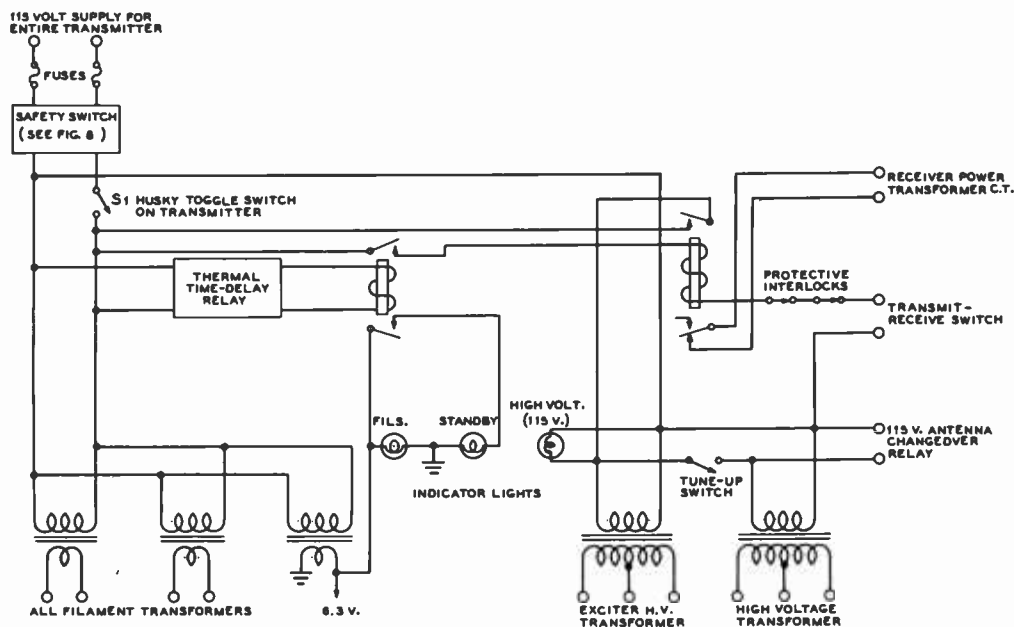 115 VOLT SUPPLY FOR
ENTIRE TRANSMITTER
FUSES
SAFETY SWITCH
(SEE FIG. 8)
S1 HUSKY TOGGLE SWITCH
ON TRANSMITTER
THERMAL
TIME-DELAY
RELAY
RECEIVER POWER
TRANSFORMER C.T.
PROTECTIVE
INTERLOCKS
TRANSMIT-
RECEIVE SWITCH
FILS.
STANDBY
HIGH VOLT.
(115 V.)
INDICATOR LIGHTS
115 V. ANTENNA
CHANGEOVER
RELAY
TUNE-UP
SWITCH
ALL FILAMENT TRANSFORMERS
6.3 V.
EXCITER H.V.
TRANSFORMER
HIGH VOLTAGE
TRANSFORMER